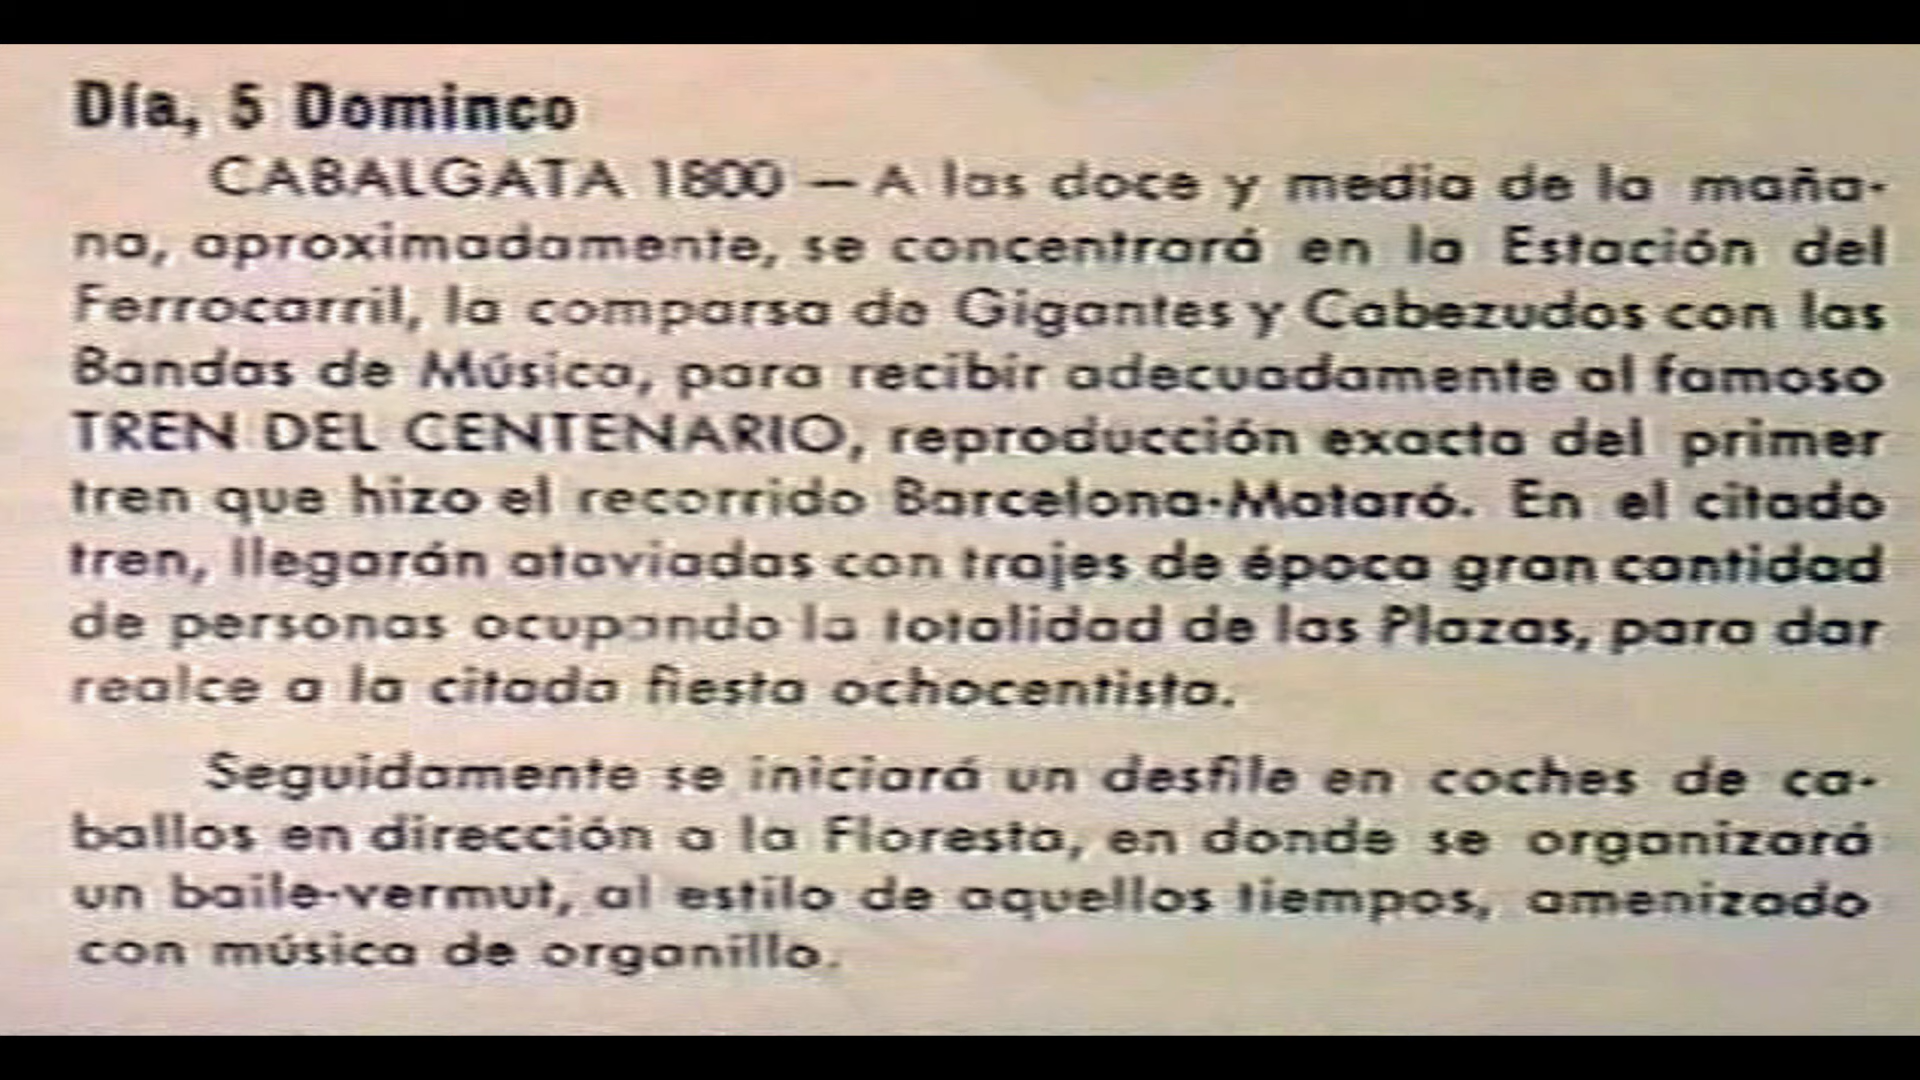 Día, 5 Dominco
CABALGATA 1800 — A las doce y media de la maña-
na, aproximadamente, se concentrará en la Estación del
Ferrocarril, la comparsa de Gigantes y Cabezudos con las
Bandas de Música, para recibir adecuadamente al famoso
TREN DEL CENTENARIO, reproducción exacta del primer
tren que hizo el recorrido Barcelona-Mataró. En el citado
tren, llegarán ataviadas con trajes de época gran cantidad
de personas ocupando la totalidad de las Plazas, para dar
realce a la citada fiesta ochocentista.
Seguidamente se iniciará un desfile en coches de ca-
ballos en dirección a la Floresta, en donde se organizará
un baile-vermut, al estilo de aquellos tiempos, amenizado
con música de organillo.